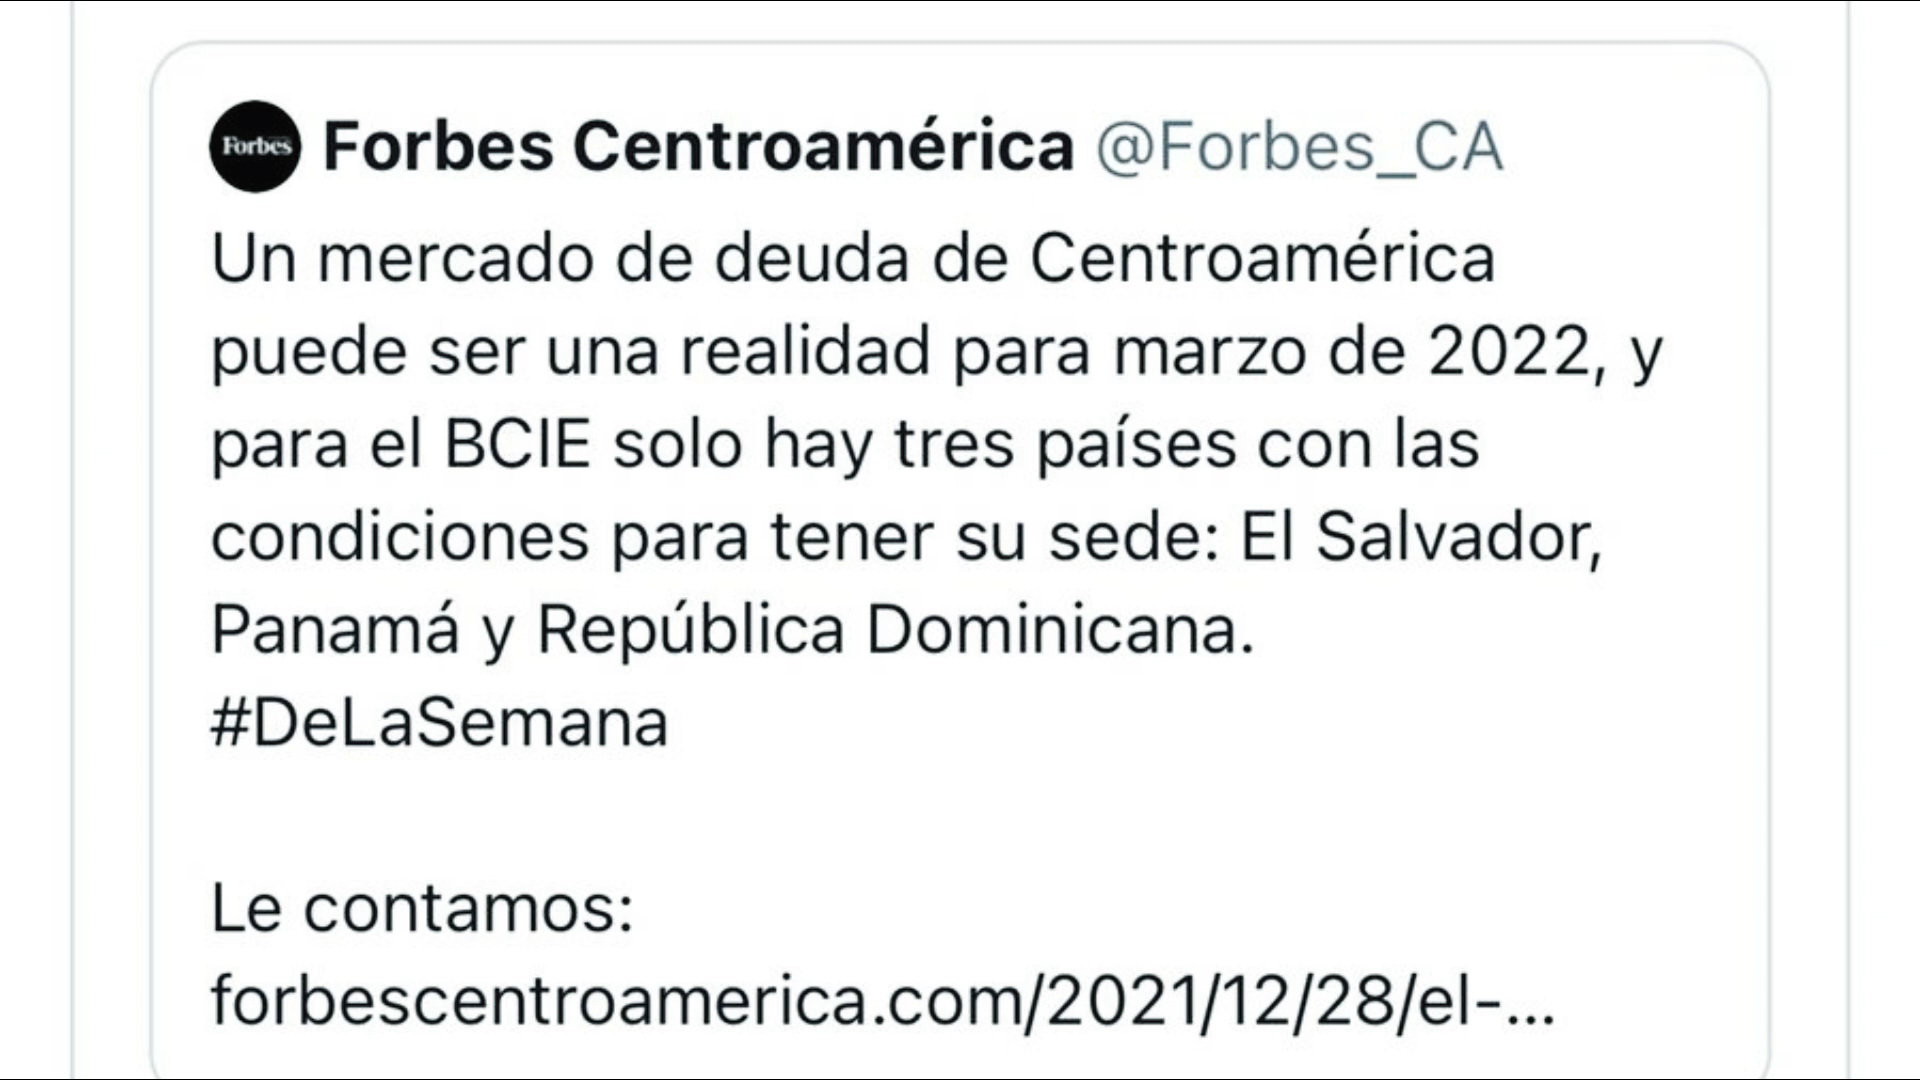 Forbes
Forbes Centroamérica @Forbes_CA
Un mercado de deuda de Centroamérica
puede ser una realidad para marzo de 2022, y
para el BCIE solo hay tres países con las
condiciones para tener su sede: El Salvador,
Panamá y República Dominicana.
#DeLaSemana
Le contamos:
forbescentroamerica.com/2021/12/28/el-...